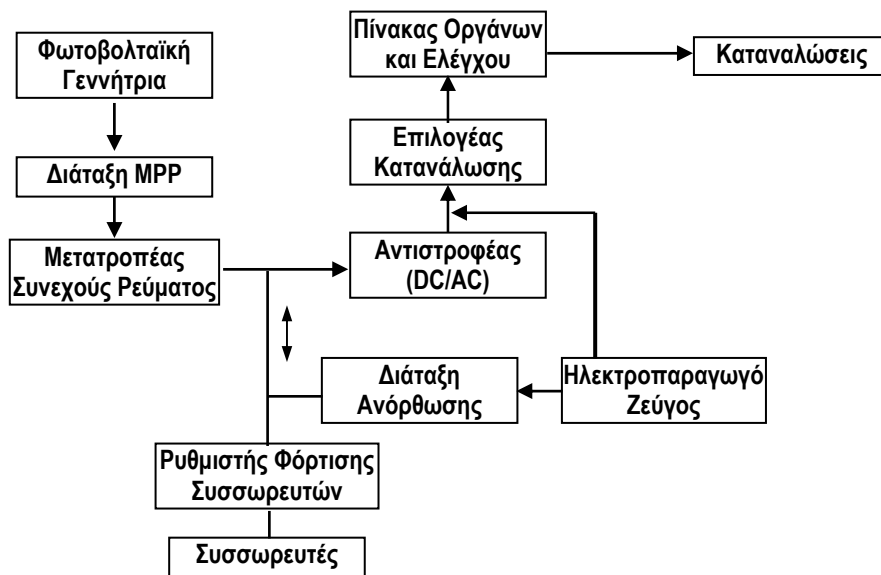 Φωτοβολταϊκή
Γεννήτρια
Πίνακας Οργάνων
και Ελέγχου
Καταναλώσεις
Επιλογέας
Κατανάλωσης
Διάταξη MPP
Μετατροπέας
Συνεχούς Ρεύματος
Αντιστροφέας
(DC/AC)
Διάταξη
Ανόρθωσης
Ηλεκτροπαραγωγό
Ζεύγος
Ρυθμιστής Φόρτισης
Συσσωρευτών
Συσσωρευτές